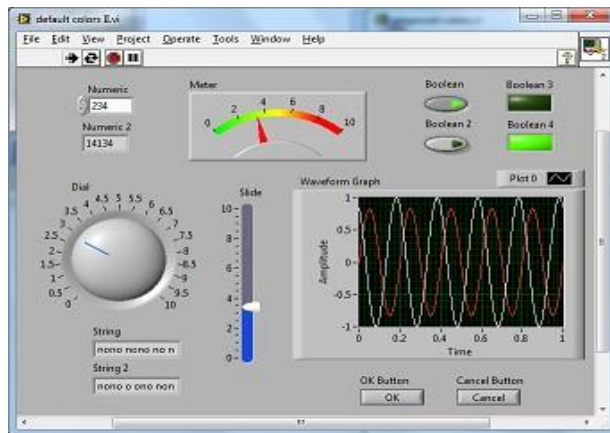 default colors II.vi
File Edit View Project Operate Tools Window Help
Numeric
234
Numeric 2
14134
Meter
0 2 4 6 8 10
Boolean
Boolean 2
Boolean 3
Boolean 4
Dial
0 0.5 1 1.5 2 2.5 3 3.5 4 4.5 5 5.5 6 6.5 7 7.5 8 8.5 9 9.5 10
Slide
10
8
6
4
2
0
Waveform Graph
Plot 0
Amplitude
1
0.5
0
-0.5
-1
0 0.2 0.4 0.6 0.8 1
Time
String
nono nono no n
String 2
nono o ono non
OK Button
OK
Cancel Button
Cancel